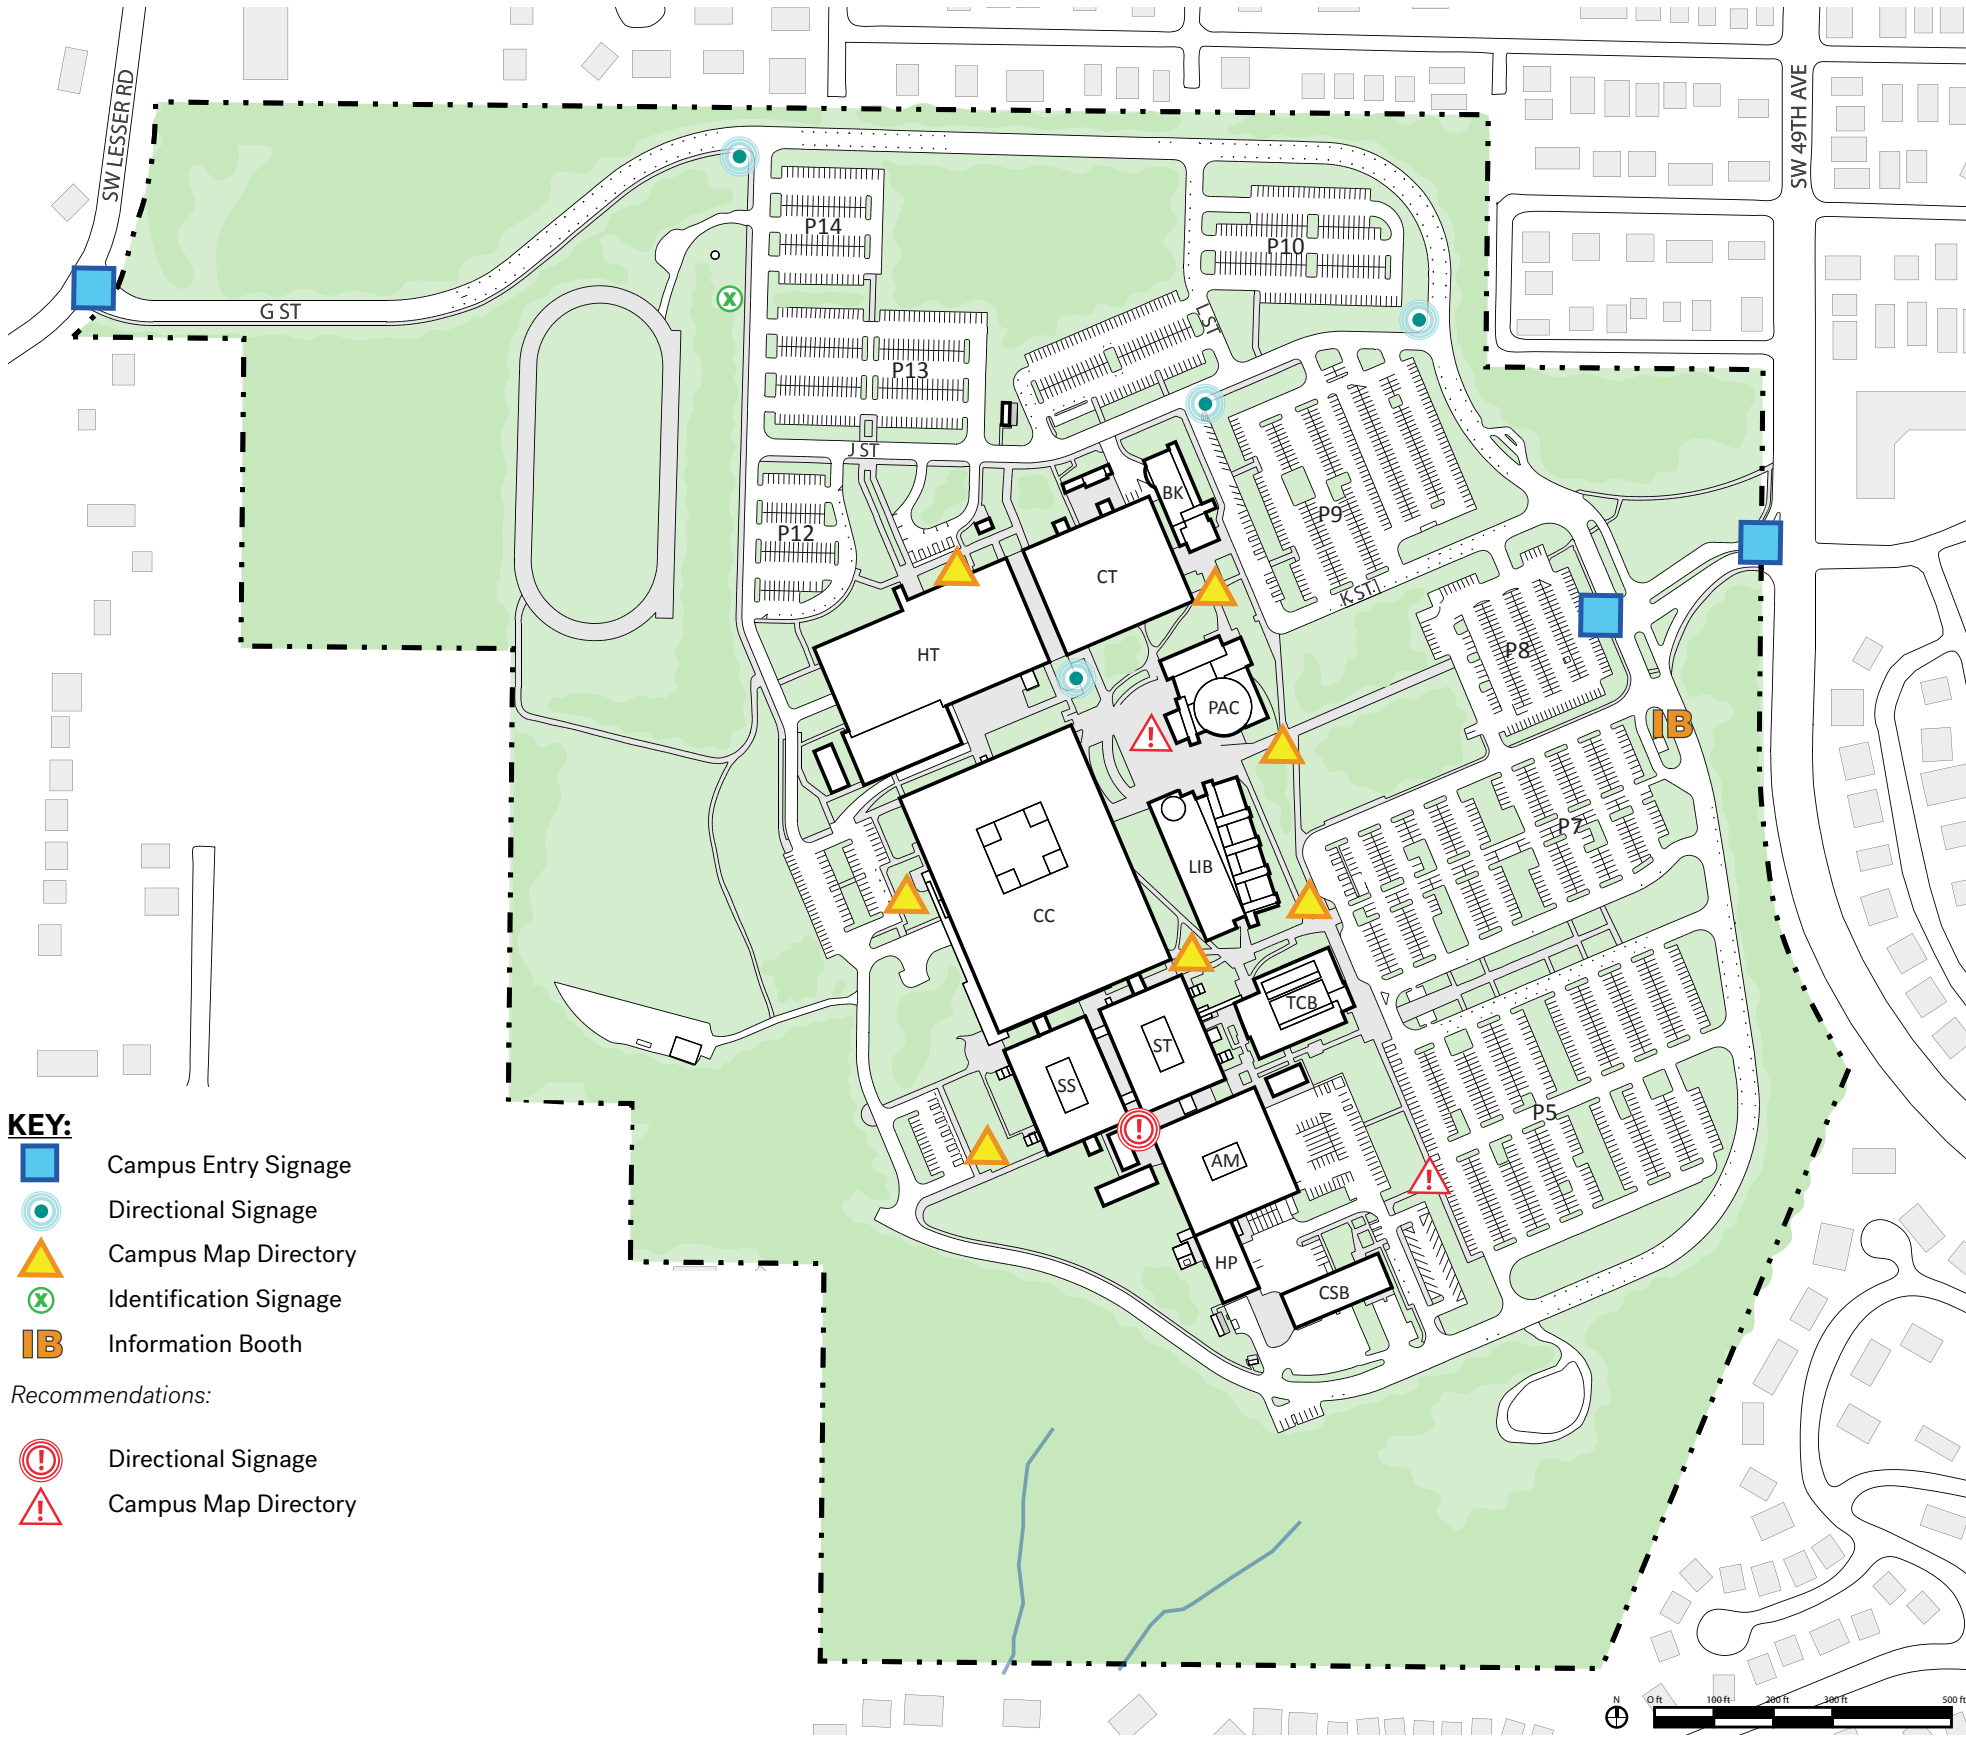 SW LESSER RD
SW 49TH AVE
G ST
P14
P10
L ST
P13
J ST
P12
BK
P9
CT
K ST
HT
P8
PAC
IB
P7
LIB
CC
TCB
ST
SS
P5
AM
HP
CSB
KEY:
Campus Entry Signage
Directional Signage
Campus Map Directory
X Identification Signage
IB Information Booth
Recommendations:
! Directional Signage
! Campus Map Directory
N
0 ft 100 ft 200 ft 300 ft 500 ft